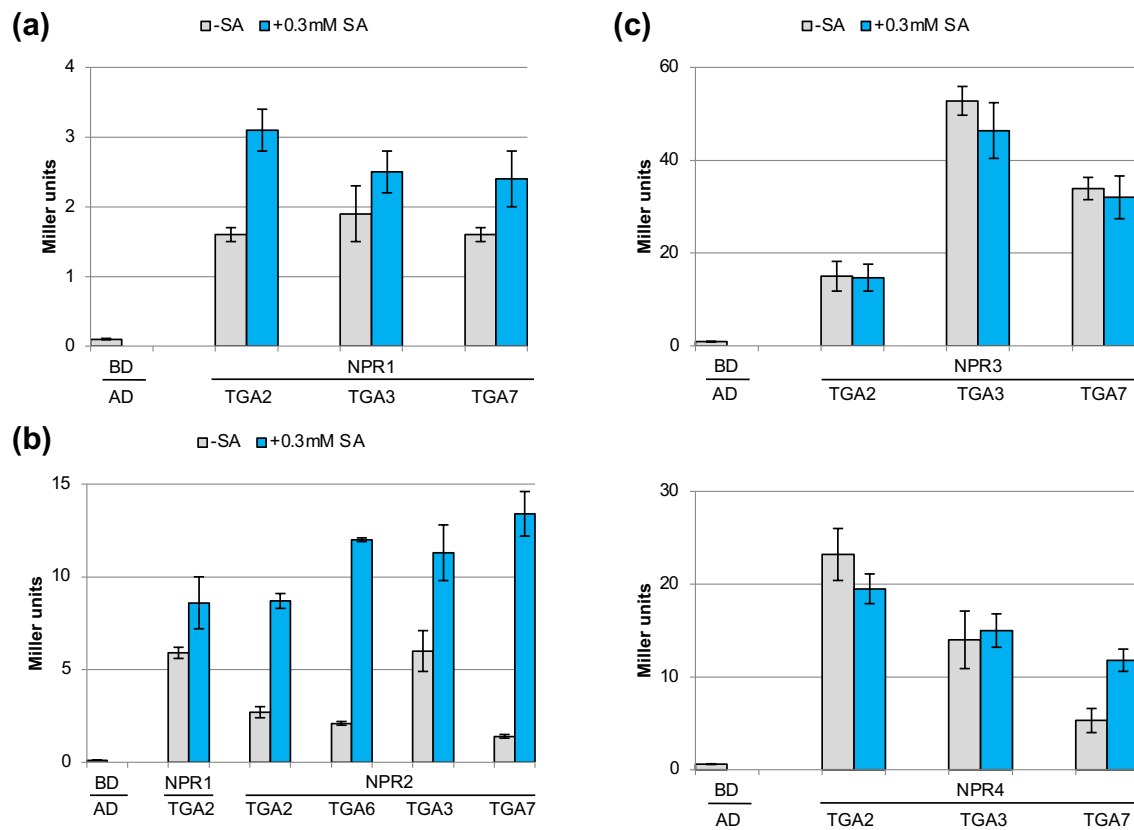 (a)
-SA +0.3mM SA
Miller units
4
3
2
1
0
BD NPR1
AD TGA2 TGA3 TGA7
(b)
-SA +0.3mM SA
Miller units
15
10
5
0
BD NPR1 NPR2
AD TGA2 TGA2 TGA6 TGA3 TGA7
(c)
-SA +0.3mM SA
Miller units
60
40
20
0
BD NPR3
AD TGA2 TGA3 TGA7
Miller units
30
20
10
0
BD NPR4
AD TGA2 TGA3 TGA7